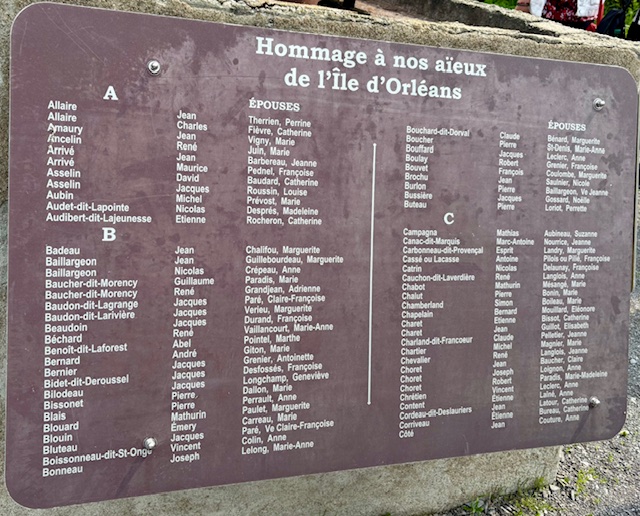 Hommage à nos aïeux
de l'Île d'Orléans
A
ÉPOUSES
Allaire Jean Therrien, Perrine
Allaire Charles Fièvre, Catherine
Amaury Jean Vigny, Marie
Ancelin René Juin, Marie
Arrivé Jean Barbereau, Jeanne
Arrivé Maurice Pednel, Françoise
Asselin David Baudard, Catherine
Asselin Jacques Roussin, Louise
Aubin Michel Prévost, Marie
Audet-dit-Lapointe Nicolas Després, Madeleine
Audibert-dit-Lajeunesse Etienne Rocheron, Catherine
B
Badeau Jean Chalifou, Marguerite
Baillargeon Jean Guillebourdeau, Marguerite
Baillargeon Nicolas Crépeau, Anne
Baucher-dit-Morency Guillaume Paradis, Marie
Baucher-dit-Morency René Grandjean, Adrienne
Baudon-dit-Lagrange Jacques Paré, Claire-Françoise
Baudon-dit-Larivière Jacques Verieu, Marguerite
Beaudoin Jacques Durand, Françoise
Béchard René Vaillancourt, Marie-Anne
Benoît-dit-Laforest Abel Pointel, Marthe
Bernard André Giton, Marie
Bernier Jacques Grenier, Antoinette
Bidet-dit-Deroussel Jacques Desfossés, Françoise
Bilodeau Jacques Longchamp, Geneviève
Bissonet Pierre Dallon, Marie
Blais Pierre Perrault, Anne
Blouard Mathurin Paulet, Marguerite
Blouin Émery Carreau, Marie
Bluteau Jacques Paré, Ve Claire-Françoise
Boissonneau-dit-St-Onge Vincent Colin, Anne
Bonneau Joseph Lelong, Marie-Anne
ÉPOUSES
Bouchard-dit-Dorval Claude Bénard, Marguerite
Boucher Pierre St-Denis, Marie-Anne
Bouffard Jacques Leclerc, Anne
Boulay Robert Grenier, Françoise
Bouvet François Coulombe, Marguerite
Brochu Jean Saulnier, Nicole
Burlon Pierre Baillargeon, Ve Jeanne
Bussière Jacques Gossard, Noëlle
Buteau Pierre Loriot, Perrette
C
Campagna Mathias Aubineau, Suzanne
Canac-dit-Marquis Marc-Antoine Nourrice, Jeanne
Carbonneau-dit-Provençal Esprit Landry, Marguerite
Cassé ou Lacasse Antoine Pilois ou Pillé, Françoise
Catrin Nicolas Delaunay, Françoise
Cauchon-dit-Laverdière René Langlois, Anne
Chabot Mathurin Mésangé, Marie
Chalut Pierre Bonin, Marie
Chamberland Simon Boileau, Marie
Chapelain Bernard Mouillard, Eléonore
Charet Etienne Bissot, Catherine
Charet Jean Guillot, Elisabeth
Charland-dit-Francoeur Claude Pelletier, Jeanne
Chartier Michel Magnier, Marie
Chevalier René Langlois, Jeanne
Choret Jean Baucher, Claire
Choret Joseph Loignon, Anne
Choret Robert Paradis, Marie-Madeleine
Chrétien Vincent Leclerc, Anne
Content Étienne Lainé, Anne
Cordeau-dit-Deslauriers Jean Latour, Catherine
Corriveau Etienne Bureau, Catherine
Côté Jean Couture, Anne